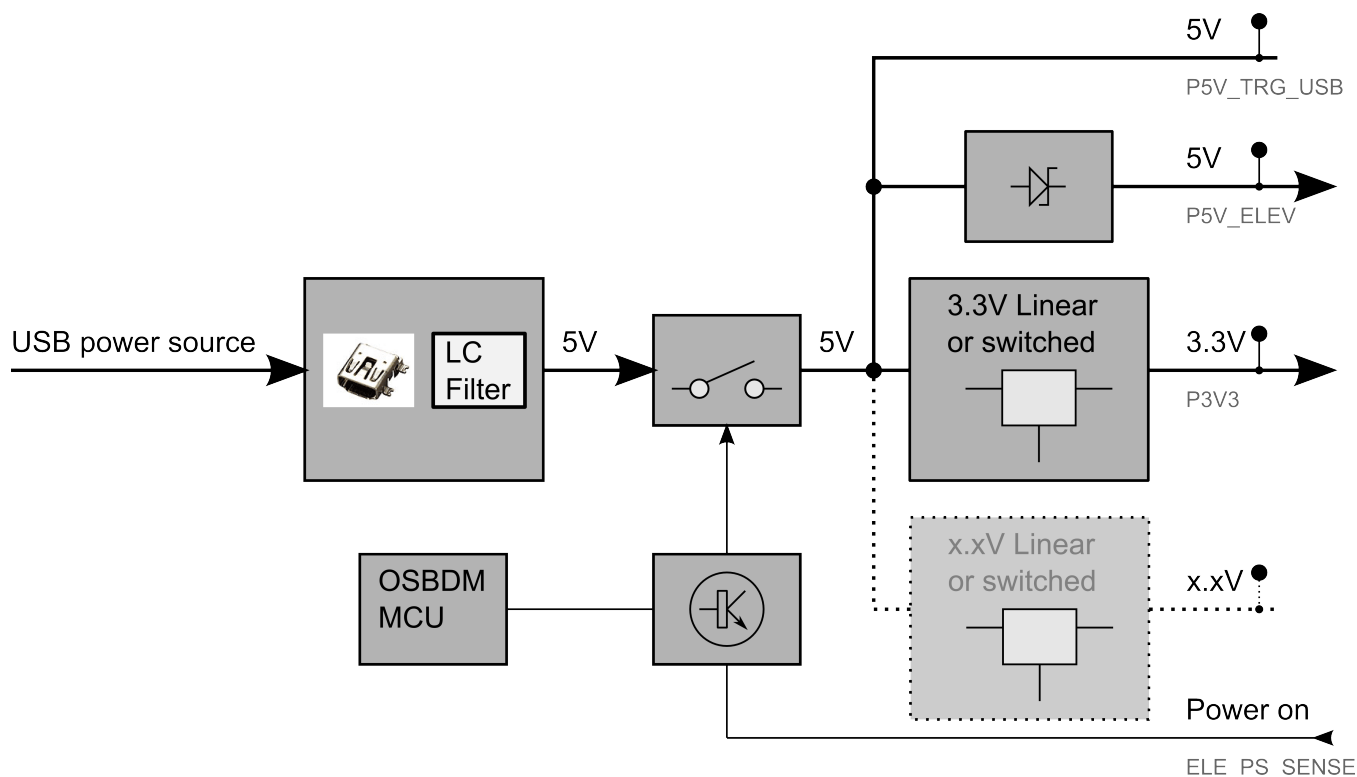 5V
P5V_TRG_USB
5V
P5V_ELEV
USB power source
LC
Filter
5V
5V
3.3V Linear
or switched
3.3V
P3V3
x.xV Linear
or switched
x.xV
OSBDM
MCU
Power on
ELE_PS_SENSE